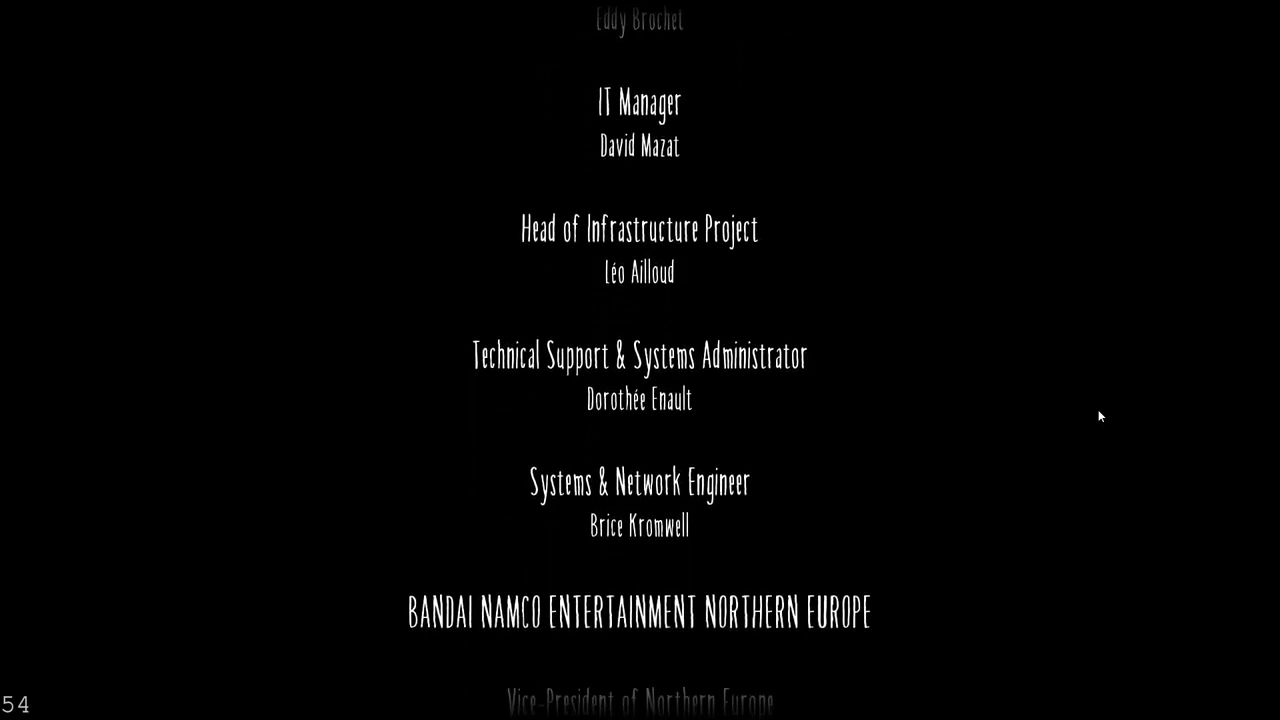 Eddy Brochet
IT Manager
David Mazat
Head of Infrastructure Project
Léo Ailloud
Technical Support & Systems Administrator
Dorothée Enault
Systems & Network Engineer
Brice Kromwell
BANDAI NAMCO ENTERTAINMENT NORTHERN EUROPE
Vice-President of Northern Europe
54